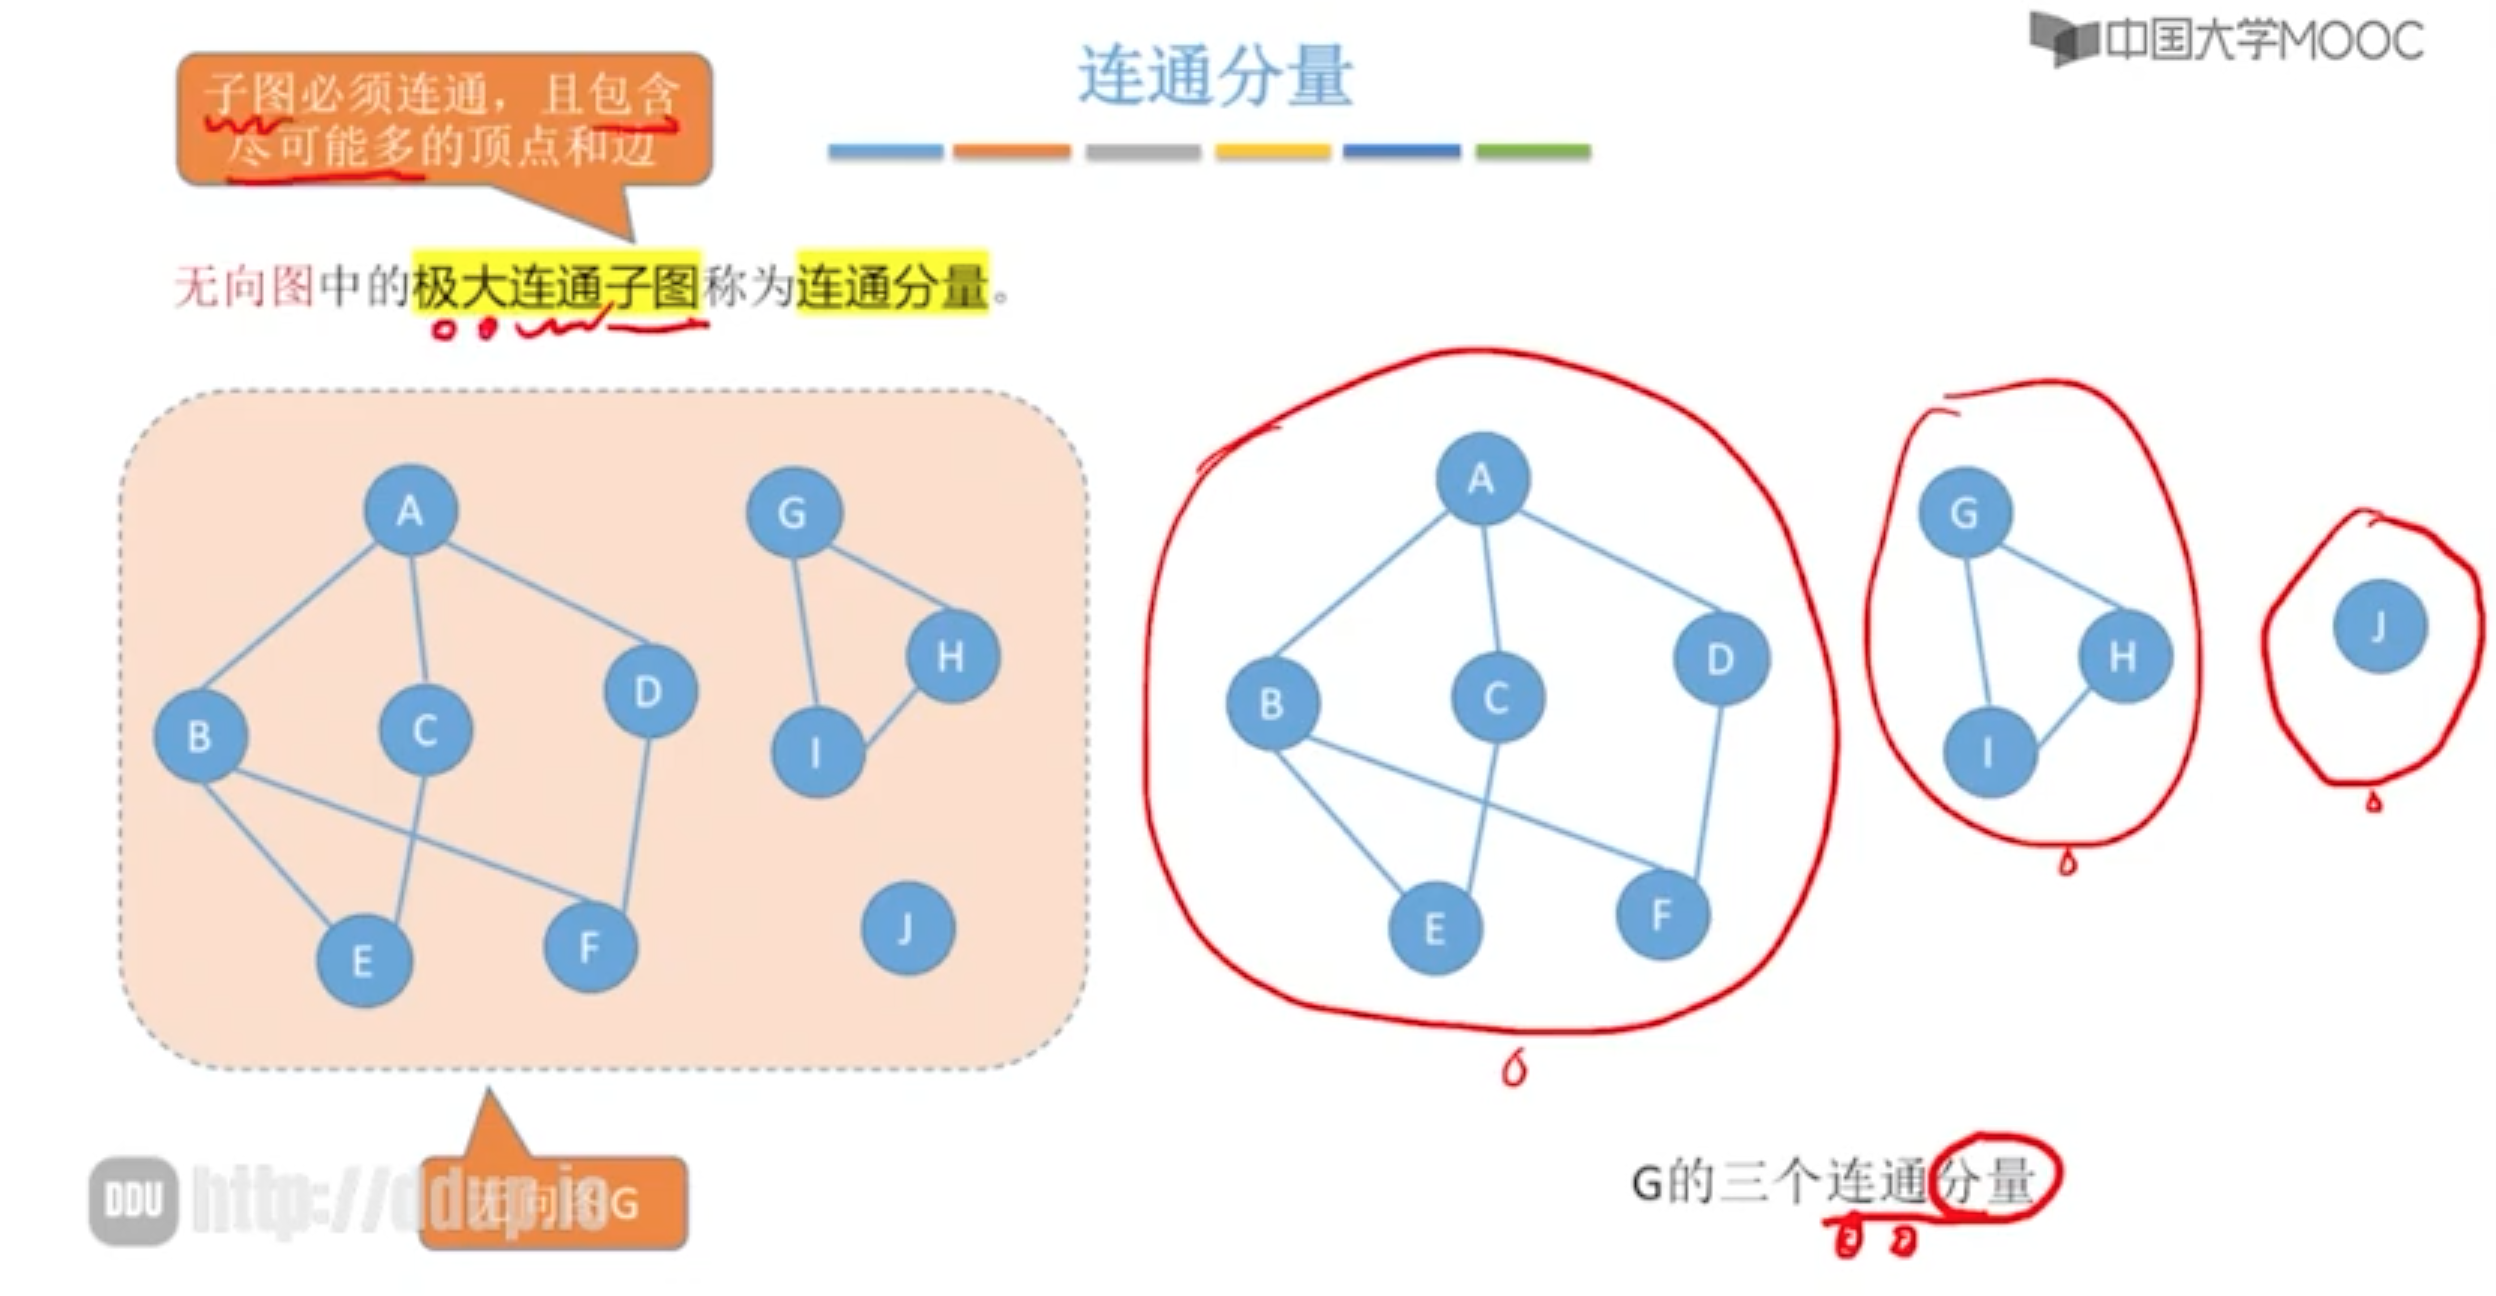 中国大学MOOC
连通分量
子图必须连通，且包含
尽可能多的顶点和边
无向图中的极大连通子图称为连通分量。
A
G
B
C
D
H
I
E
F
J
A
B
C
D
E
F
G
H
I
J
DDU http://ddup.io
无向图G
G的三个连通分量